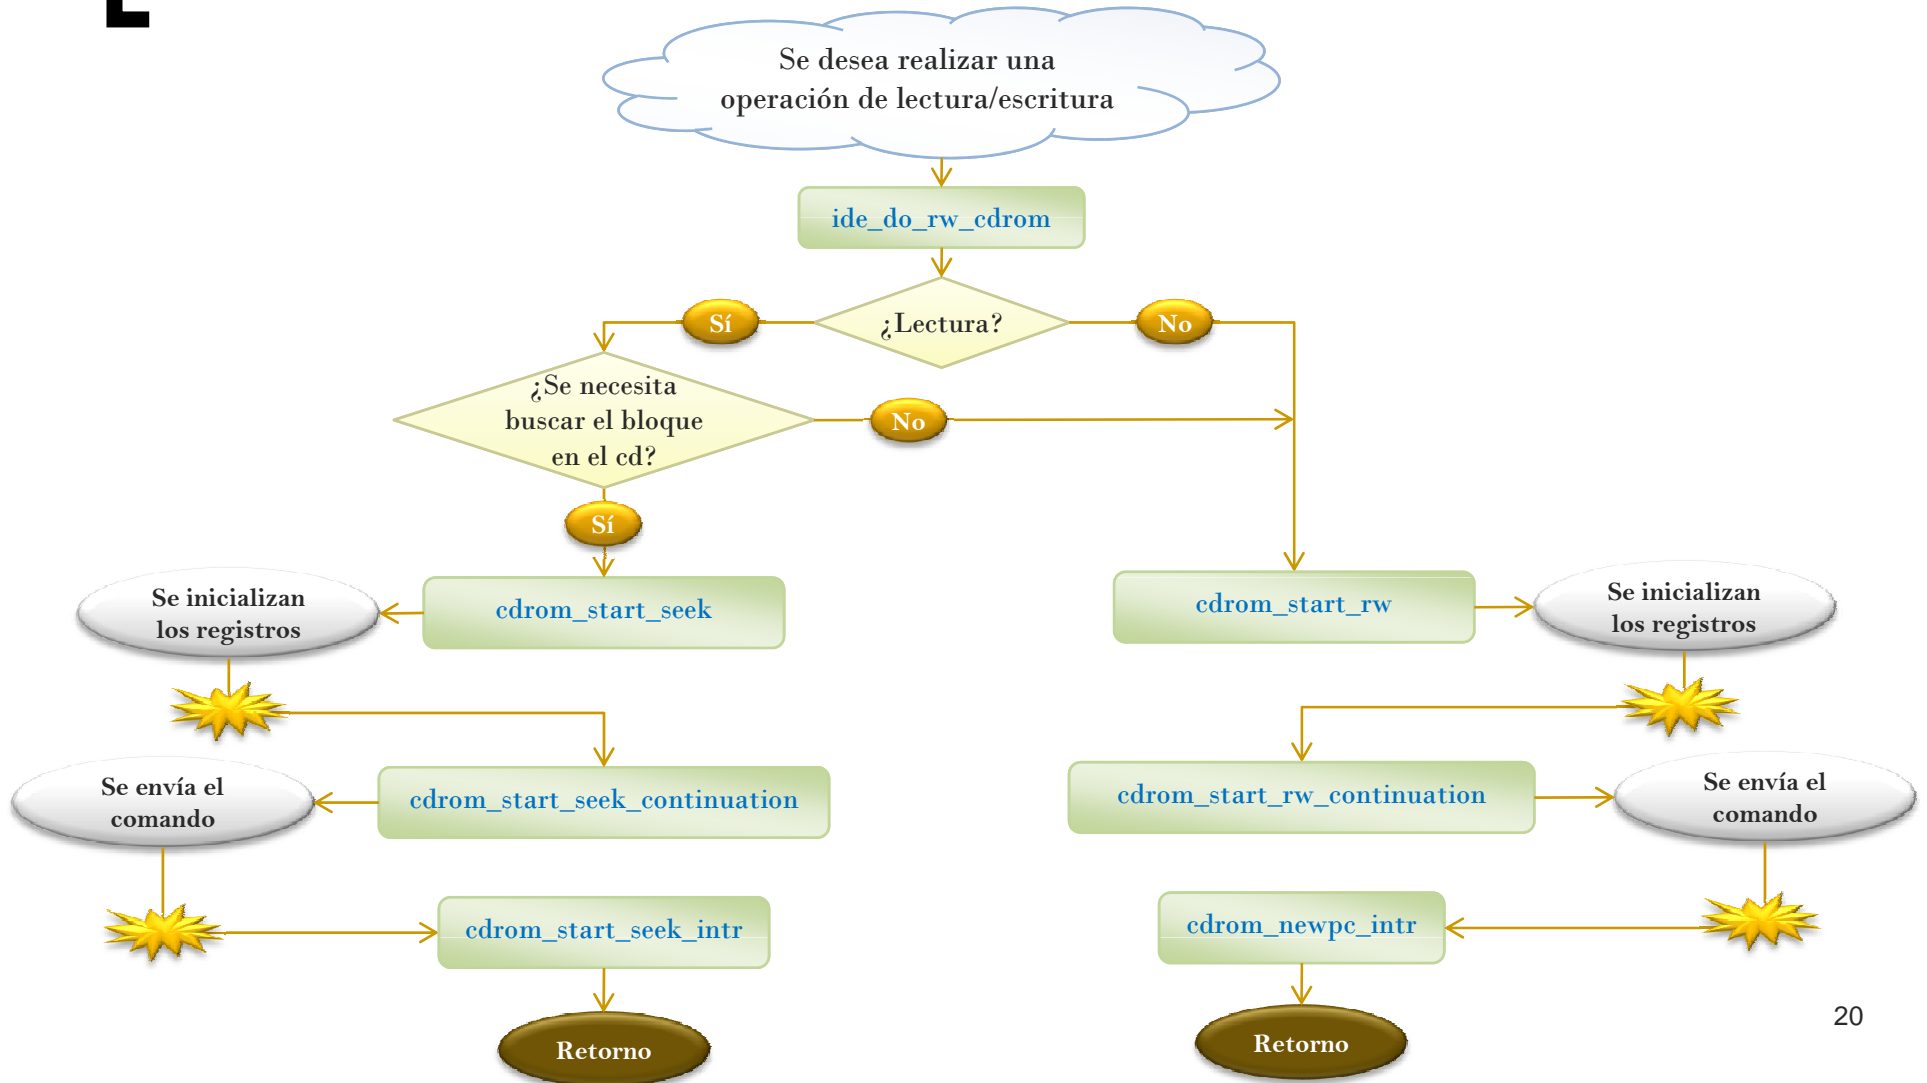 Se desea realizar una
operación de lectura/escritura
ide_do_rw_cdrom
¿Lectura?
Sí
No
¿Se necesita
buscar el bloque
en el cd?
No
Sí
cdrom_start_seek
Se inicializan
los registros
cdrom_start_rw
Se inicializan
los registros
cdrom_start_seek_continuation
Se envía el
comando
cdrom_start_rw_continuation
Se envía el
comando
cdrom_start_seek_intr
cdrom_newpc_intr
Retorno
Retorno
20